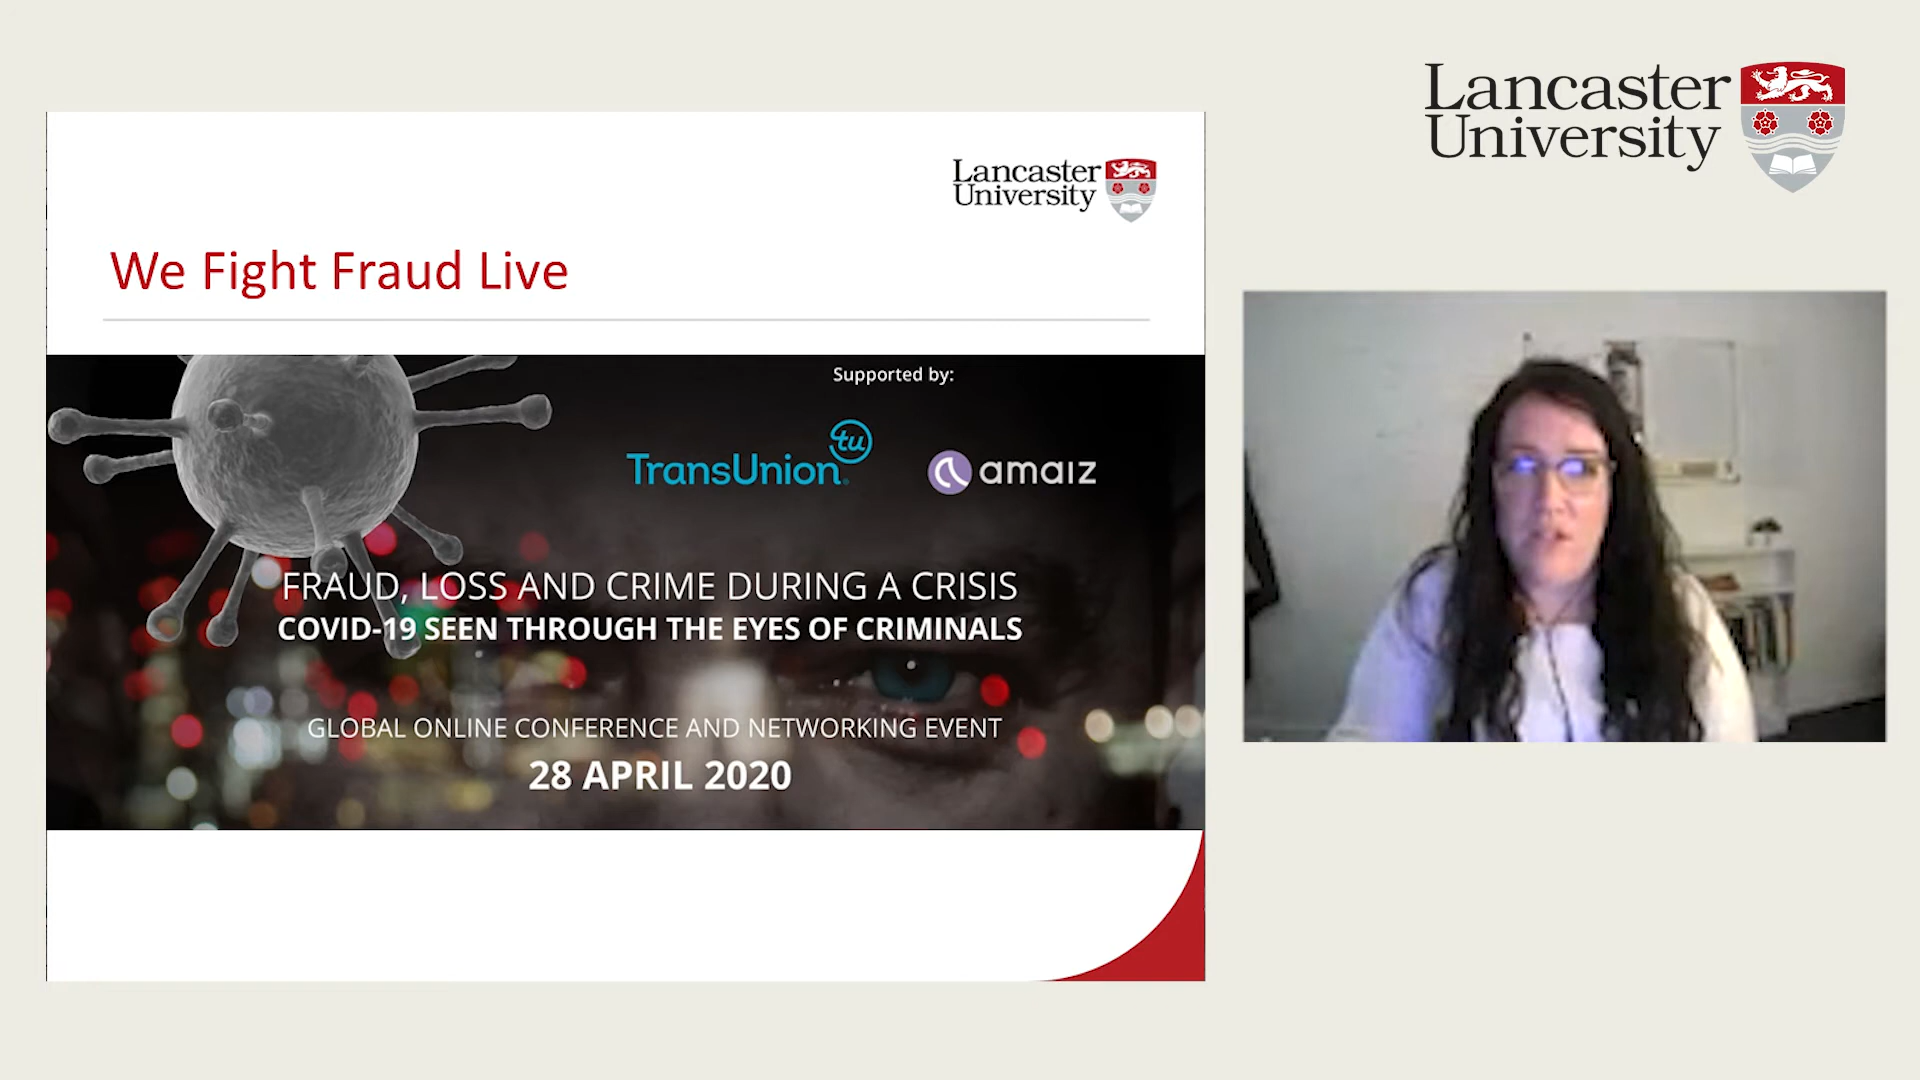 Lancaster
University
Lancaster
University
We Fight Fraud Live
Supported by:
TransUnion
tu
amaiz
FRAUD, LOSS AND CRIME DURING A CRISIS
COVID-19 SEEN THROUGH THE EYES OF CRIMINALS
GLOBAL ONLINE CONFERENCE AND NETWORKING EVENT
28 APRIL 2020